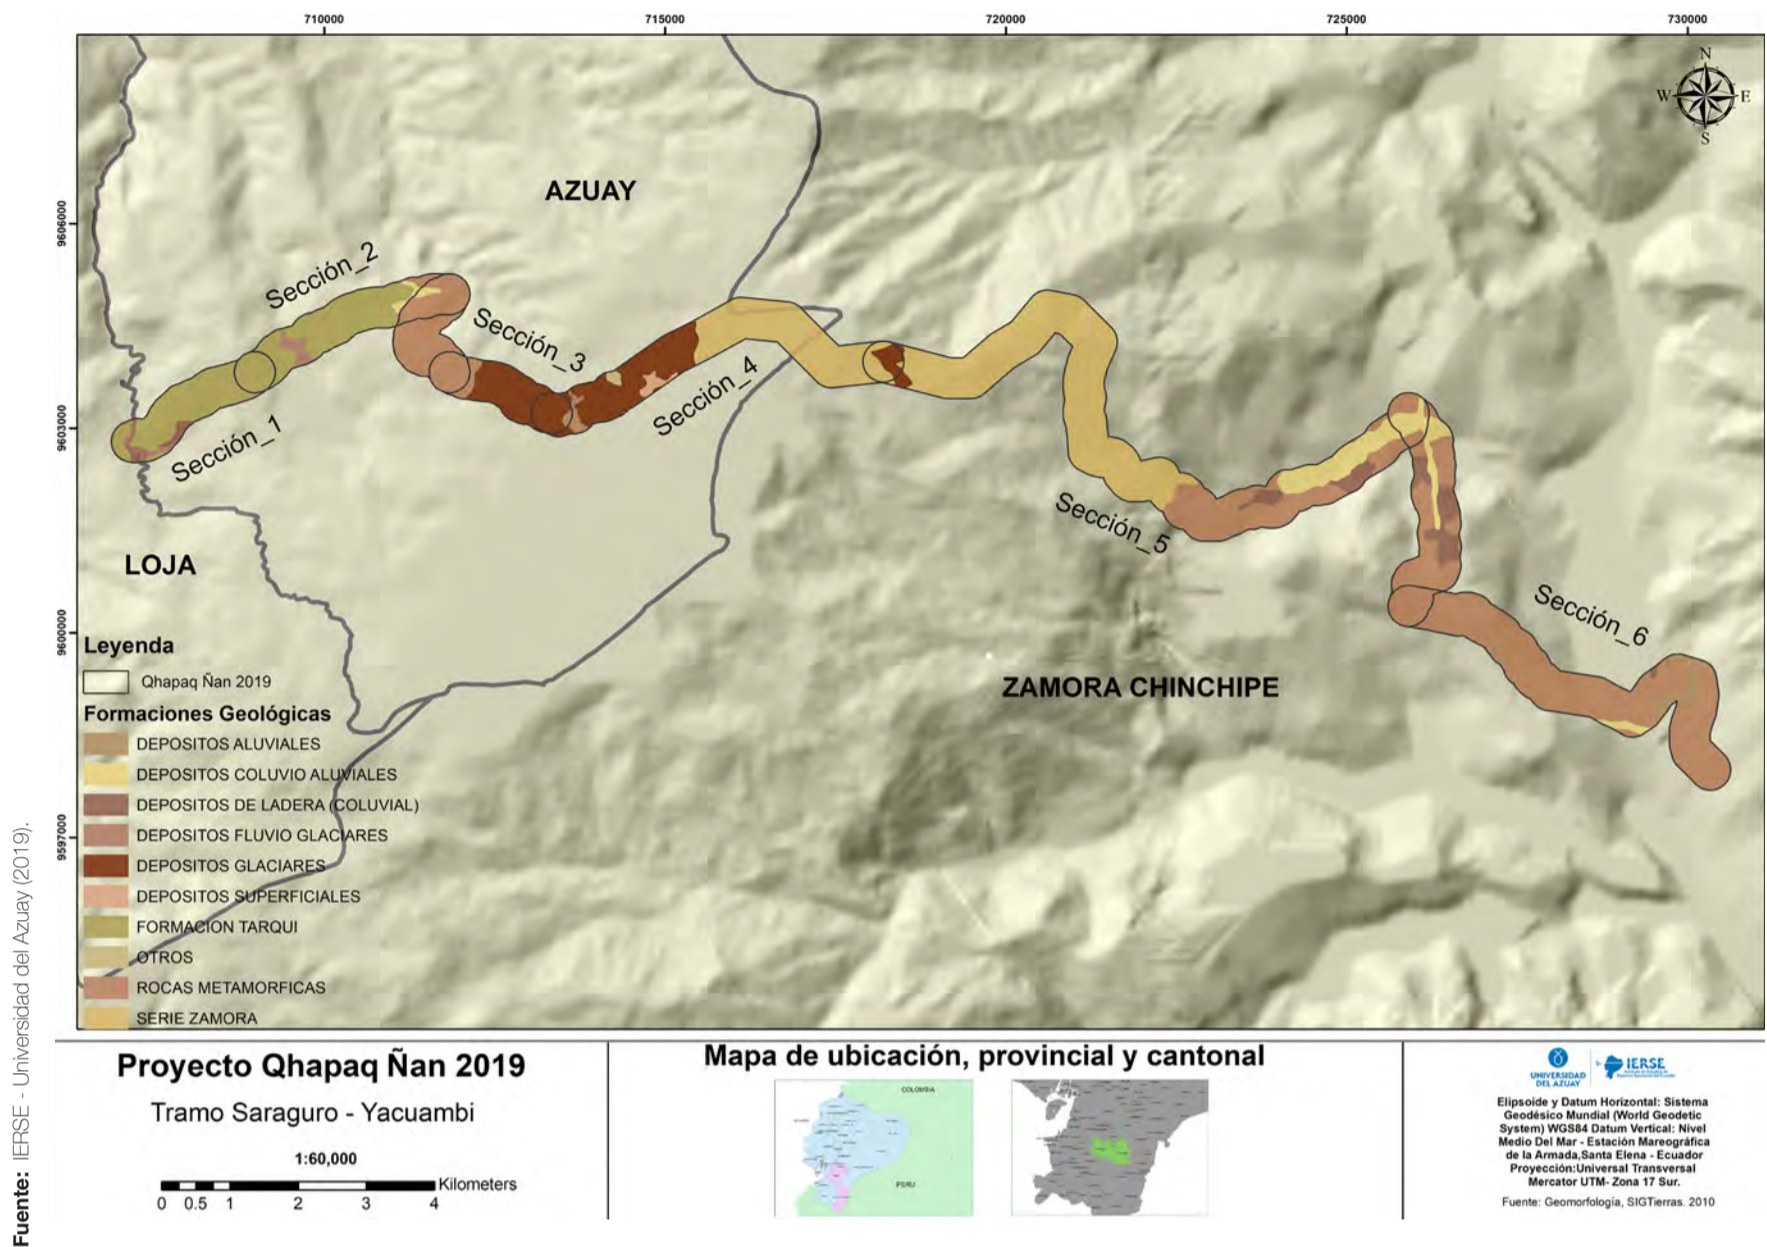 710000
715000
720000
725000
730000
N
W
E
S
AZUAY
9606000
Sección_2
Sección_3
Sección_4
Sección_1
9603000
Sección_5
LOJA
Sección_6
9600000
ZAMORA CHINCHIPE
9597000
Leyenda
Qhapaq Ñan 2019
Formaciones Geológicas
DEPOSITOS ALUVIALES
DEPOSITOS COLUVIO ALUVIALES
DEPOSITOS DE LADERA (COLUVIAL)
DEPOSITOS FLUVIO GLACIARES
DEPOSITOS GLACIARES
DEPOSITOS SUPERFICIALES
FORMACION TARQUI
OTROS
ROCAS METAMORFICAS
SERIE ZAMORA
Fuente: IERSE - Universidad del Azuay (2019).
Proyecto Qhapaq Ñan 2019
Tramo Saraguro - Yacuambi
1:60,000
Kilometers
0 0.5 1 2 3 4
Mapa de ubicación, provincial y cantonal
COLOMBIA
PERU
UNIVERSIDAD
DEL AZUAY
IERSE
Elipsoide y Datum Horizontal: Sistema
Geodésico Mundial (World Geodetic
System) WGS84 Datum Vertical: Nivel
Medio Del Mar - Estación Mareográfica
de la Armada,Santa Elena - Ecuador
Proyección:Universal Transversal
Mercator UTM- Zona 17 Sur.
Fuente: Geomorfología, SIGTierras. 2010